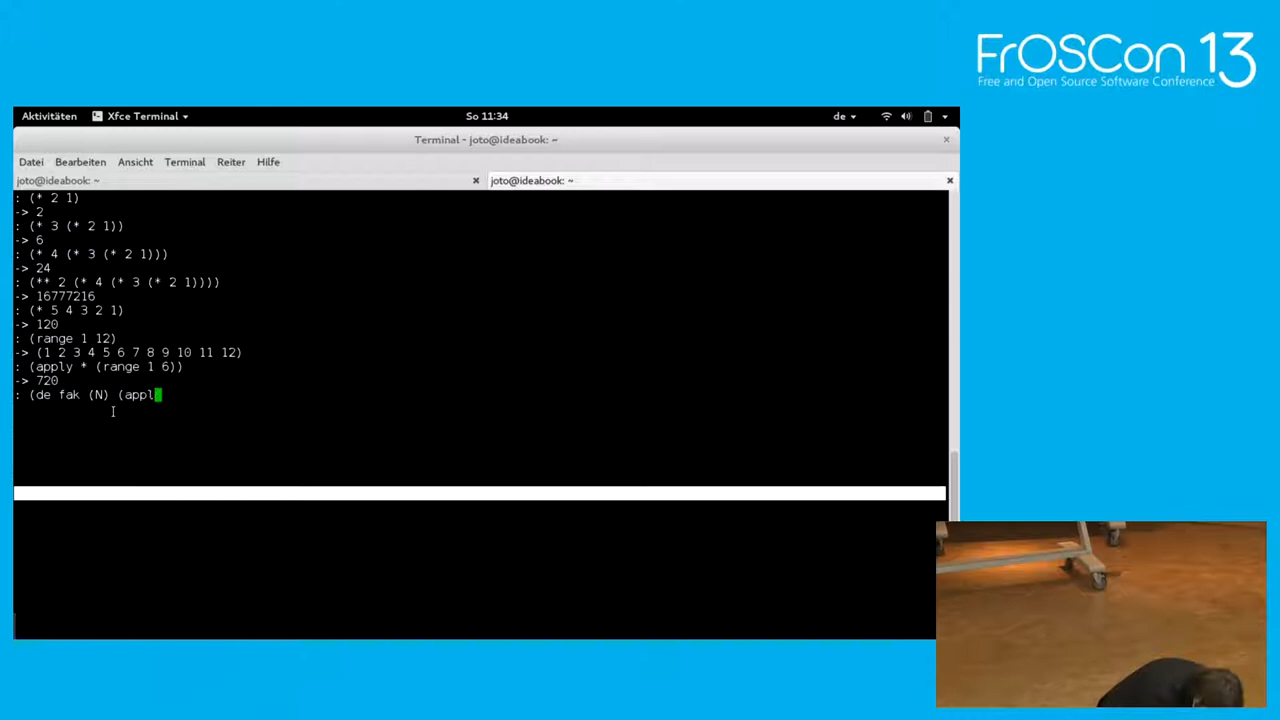 FrOSCon 13
Free and Open Source Software Conference
Aktivitäten Xfce Terminal So 11:34 de
Terminal - joto@ideabook: ~
Datei Bearbeiten Ansicht Terminal Reiter Hilfe
joto@ideabook: ~ joto@ideabook: ~
: (* 2 1)
-> 2
: (* 3 (* 2 1))
-> 6
: (* 4 (* 3 (* 2 1)))
-> 24
: (** 2 (* 4 (* 3 (* 2 1))))
-> 16777216
: (* 5 4 3 2 1)
-> 120
: (range 1 12)
-> (1 2 3 4 5 6 7 8 9 10 11 12)
: (apply * (range 1 6))
-> 720
: (de fak (N) (appl